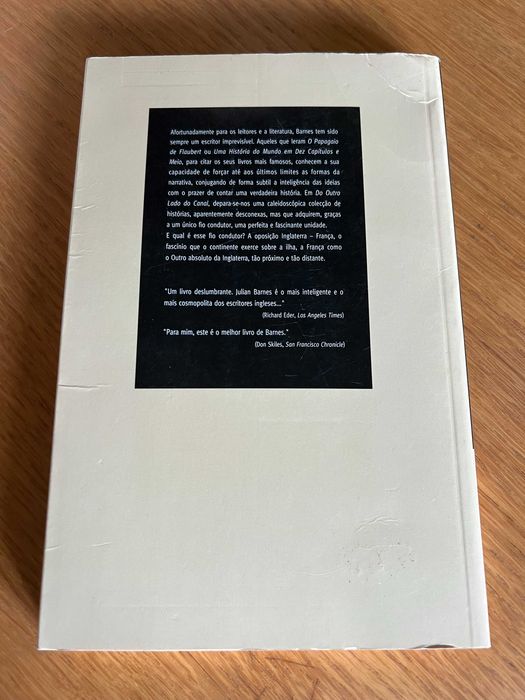 Afortunadamente para os leitores e a literatura, Barnes tem sido
sempre um escritor imprevisível. Aqueles que leram O Papagaio
de Flaubert ou Uma História do Mundo em Dez Capítulos e
Meio, para citar os seus livros mais famosos, conhecem a sua
capacidade de forçar até aos últimos limites as formas da
narrativa, conjugando de forma subtil a inteligência das ideias
com o prazer de contar uma verdadeira história. Em Do Outro
Lado do Canal, depara-se-nos uma caleidoscópica colecção de
histórias, aparentemente desconexas, mas que adquirem, graças
a um único fio condutor, uma perfeita e fascinante unidade.
E qual é esse fio condutor? A oposição Inglaterra – França, o
fascínio que o continente exerce sobre a ilha, a França como
o Outro absoluto da Inglaterra, tão próximo e tão distante.
"Um livro deslumbrante. Julian Barnes é o mais inteligente e o
mais cosmopolita dos escritores ingleses..."
(Richard Eder, Los Angeles Times)
"Para mim, este é o melhor livro de Barnes."
(Don Skiles, San Francisco Chronicle)